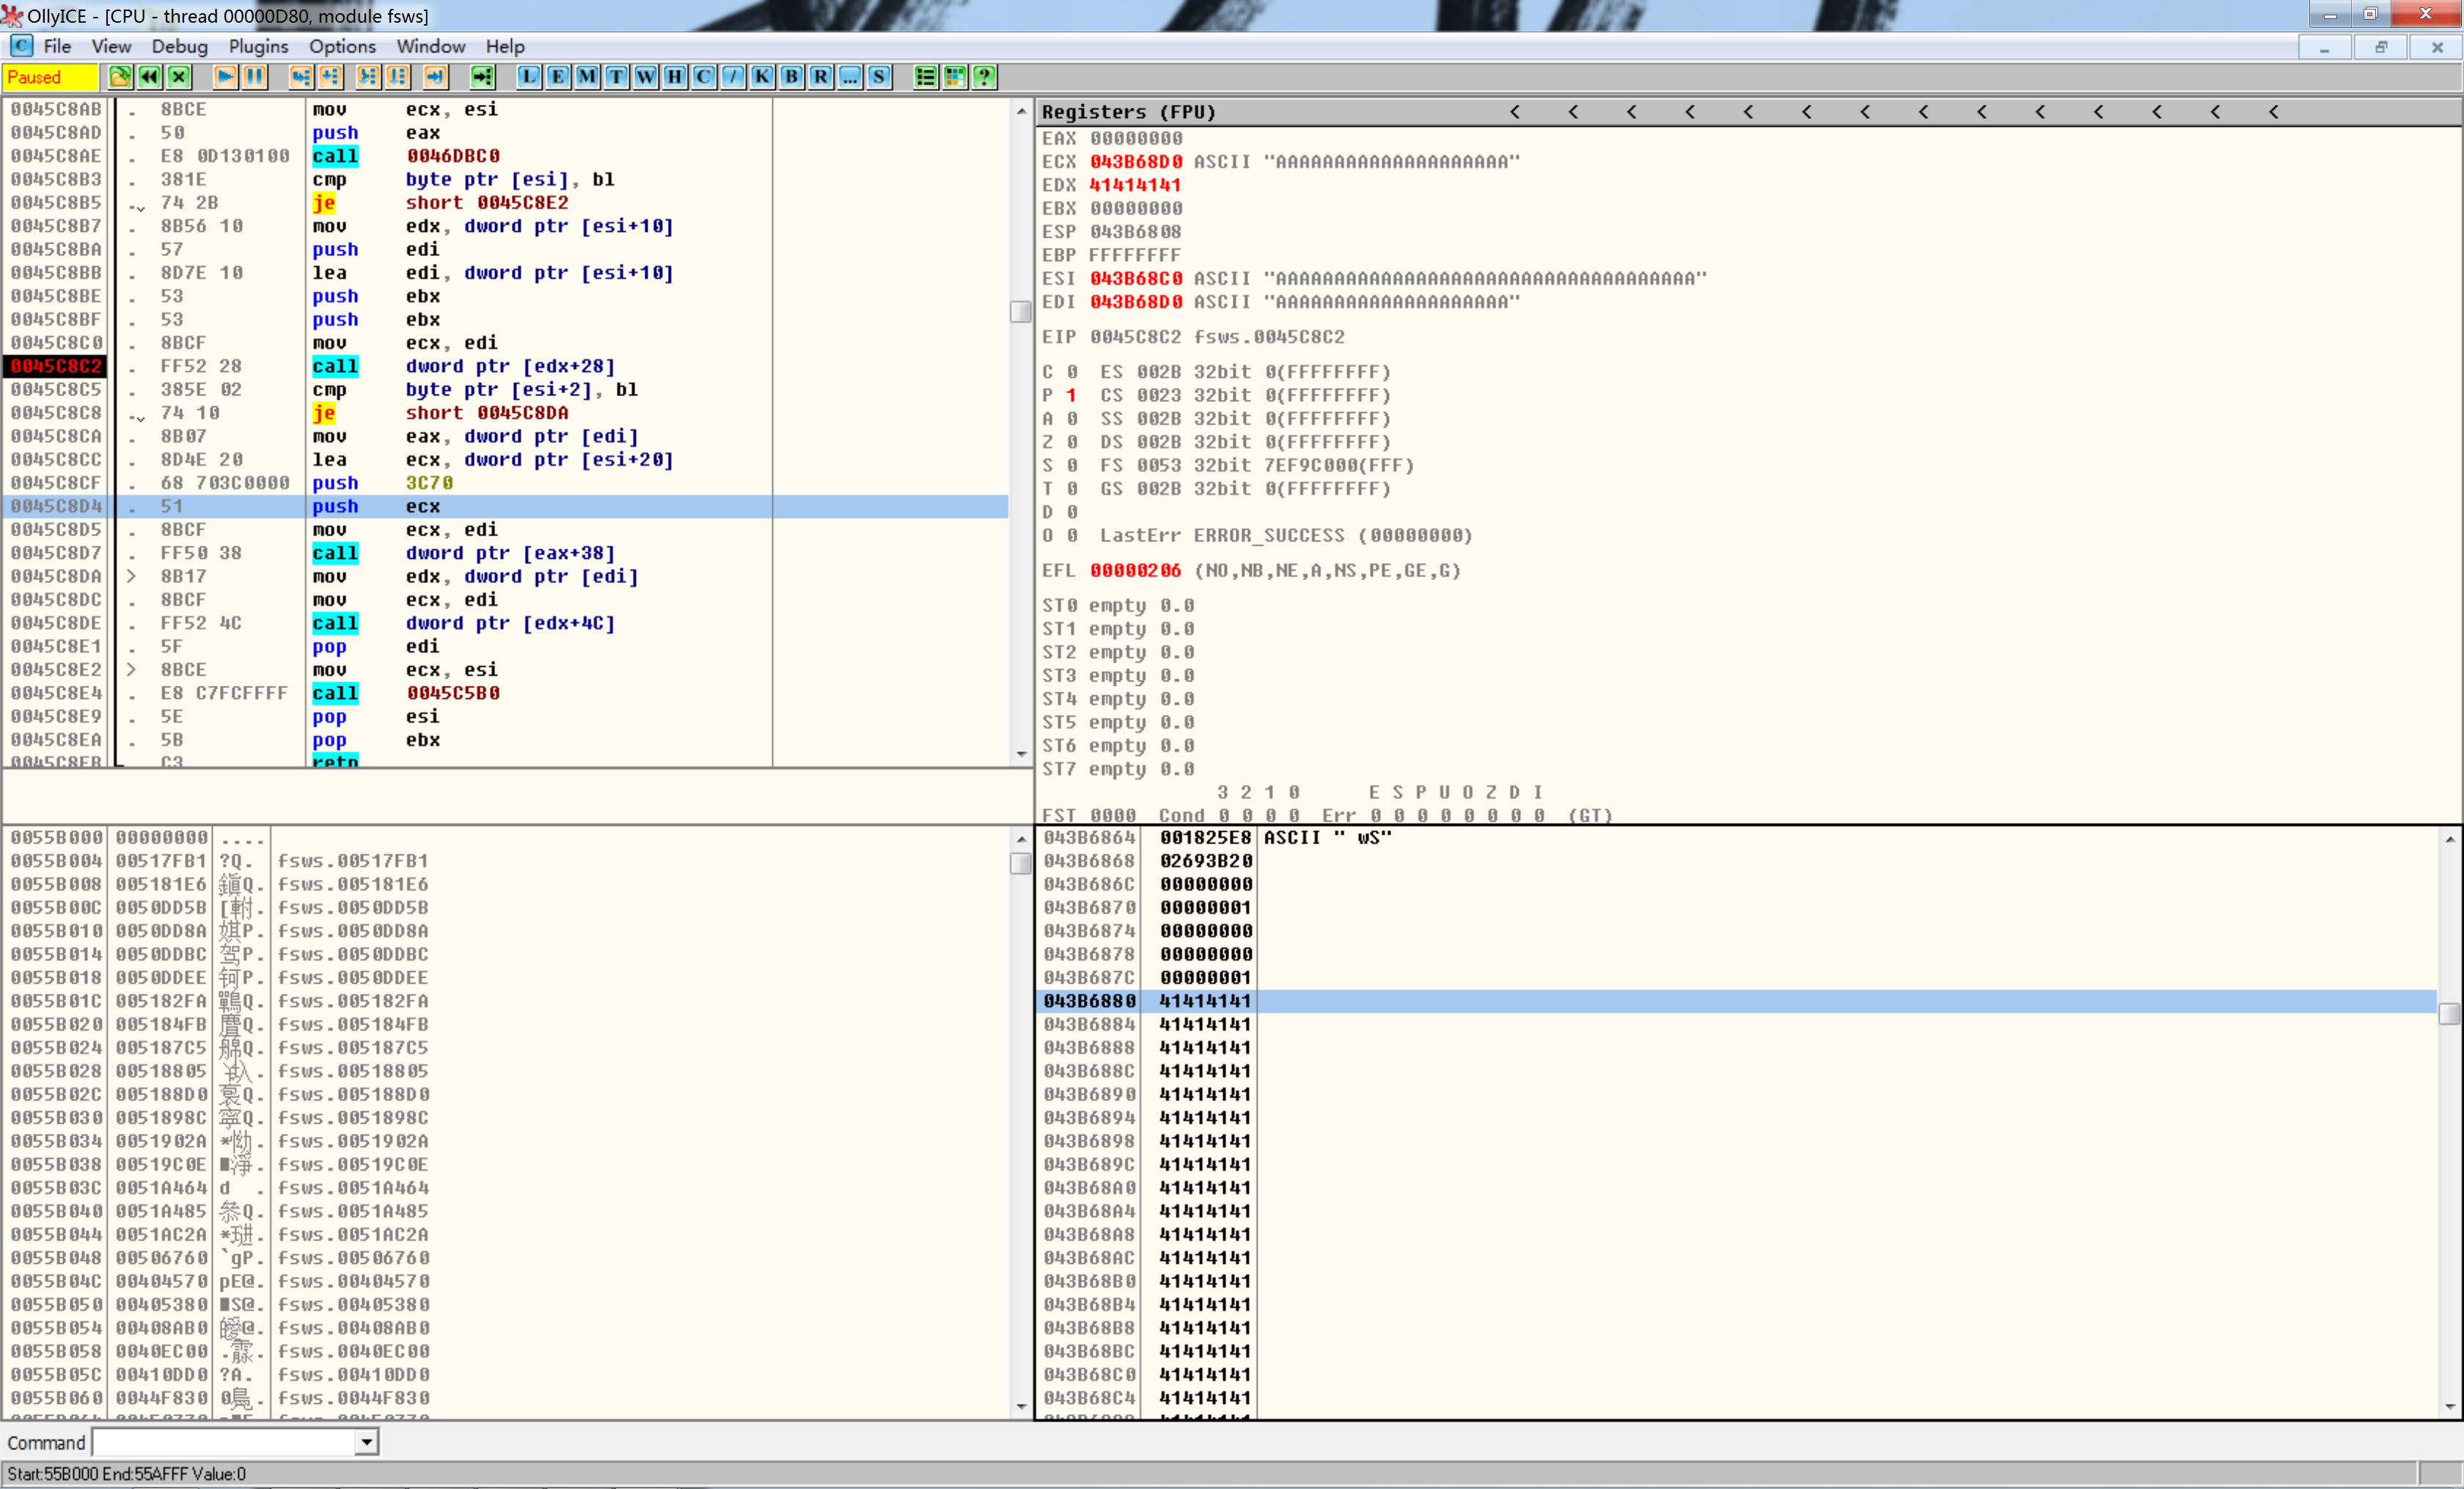 OllyICE - [CPU - thread 00000D80, module fsws]
File View Debug Plugins Options Window Help
Paused L E M T W H C / K B R ... S ?
0045C8AB . 8BCE mov ecx, esi
0045C8AD . 50 push eax
0045C8AE . E8 0D130100 call 0046DBC0
0045C8B3 . 381E cmp byte ptr [esi], bl
0045C8B5 . 74 2B je short 0045C8E2
0045C8B7 . 8B56 10 mov edx, dword ptr [esi+10]
0045C8BA . 57 push edi
0045C8BB . 8D7E 10 lea edi, dword ptr [esi+10]
0045C8BE . 53 push ebx
0045C8BF . 53 push ebx
0045C8C0 . 8BCF mov ecx, edi
0045C8C2 . FF52 28 call dword ptr [edx+28]
0045C8C5 . 385E 02 cmp byte ptr [esi+2], bl
0045C8C8 . 74 10 je short 0045C8DA
0045C8CA . 8B07 mov eax, dword ptr [edi]
0045C8CC . 8D4E 20 lea ecx, dword ptr [esi+20]
0045C8CF . 68 703C0000 push 3C70
0045C8D4 . 51 push ecx
0045C8D5 . 8BCF mov ecx, edi
0045C8D7 . FF50 38 call dword ptr [eax+38]
0045C8DA > 8B17 mov edx, dword ptr [edi]
0045C8DC . 8BCF mov ecx, edi
0045C8DE . FF52 4C call dword ptr [edx+4C]
0045C8E1 . 5F pop edi
0045C8E2 > 8BCE mov ecx, esi
0045C8E4 . E8 C7FCFFFF call 0045C5B0
0045C8E9 . 5E pop esi
0045C8EA . 5B pop ebx
0045C8EB . C3 retn
Registers (FPU) < < < < < < < < < < < < < <
EAX 00000000
ECX 043B68D0 ASCII "AAAAAAAAAAAAAAAAAAAA"
EDX 41414141
EBX 00000000
ESP 043B6808
EBP FFFFFFFF
ESI 043B68C0 ASCII "AAAAAAAAAAAAAAAAAAAAAAAAAAAAAAAAAAAA"
EDI 043B68D0 ASCII "AAAAAAAAAAAAAAAAAAAA"
EIP 0045C8C2 fsws.0045C8C2
C 0 ES 002B 32bit 0(FFFFFFFF)
P 1 CS 0023 32bit 0(FFFFFFFF)
A 0 SS 002B 32bit 0(FFFFFFFF)
Z 0 DS 002B 32bit 0(FFFFFFFF)
S 0 FS 0053 32bit 7EF9C000(FFF)
T 0 GS 002B 32bit 0(FFFFFFFF)
D 0
O 0 LastErr ERROR_SUCCESS (00000000)
EFL 00000206 (NO,NB,NE,A,NS,PE,GE,G)
ST0 empty 0.0
ST1 empty 0.0
ST2 empty 0.0
ST3 empty 0.0
ST4 empty 0.0
ST5 empty 0.0
ST6 empty 0.0
ST7 empty 0.0
3 2 1 0 E S P U O Z D I
FST 0000 Cond 0 0 0 0 Err 0 0 0 0 0 0 0 0 (GT)
0055B000 00000000 ....
0055B004 00517FB1 ?Q. fsws.00517FB1
0055B008 005181E6 Q. fsws.005181E6
0055B00C 0050DD5B [ . fsws.0050DD5B
0055B010 0050DD8A 娸P. fsws.0050DD8A
0055B014 0050DDBC 驾P. fsws.0050DDBC
0055B018 0050DDEE 钶P. fsws.0050DDEE
0055B01C 005182FA Q. fsws.005182FA
0055B020 005184FB Q. fsws.005184FB
0055B024 005187C5 Q. fsws.005187C5
0055B028 00518805 . fsws.00518805
0055B02C 005188D0 Q. fsws.005188D0
0055B030 0051898C Q. fsws.0051898C
0055B034 0051902A * . fsws.0051902A
0055B038 00519C0E ■ . fsws.00519C0E
0055B03C 0051A464 d . fsws.0051A464
0055B040 0051A485 Q. fsws.0051A485
0055B044 0051AC2A * . fsws.0051AC2A
0055B048 00506760 `gP. fsws.00506760
0055B04C 00404570 pE@. fsws.00404570
0055B050 00405380 ■S@. fsws.00405380
0055B054 00408AB0 @. fsws.00408AB0
0055B058 0040EC00 . . fsws.0040EC00
0055B05C 00410DD0 ?A. fsws.00410DD0
0055B060 0044F830 0 . fsws.0044F830
043B6864 001825E8 ASCII " wS"
043B6868 02693B20
043B686C 00000000
043B6870 00000001
043B6874 00000000
043B6878 00000000
043B687C 00000001
043B6880 41414141
043B6884 41414141
043B6888 41414141
043B688C 41414141
043B6890 41414141
043B6894 41414141
043B6898 41414141
043B689C 41414141
043B68A0 41414141
043B68A4 41414141
043B68A8 41414141
043B68AC 41414141
043B68B0 41414141
043B68B4 41414141
043B68B8 41414141
043B68BC 41414141
043B68C0 41414141
043B68C4 41414141
Command
Start:55B000 End:55AFFF Value:0